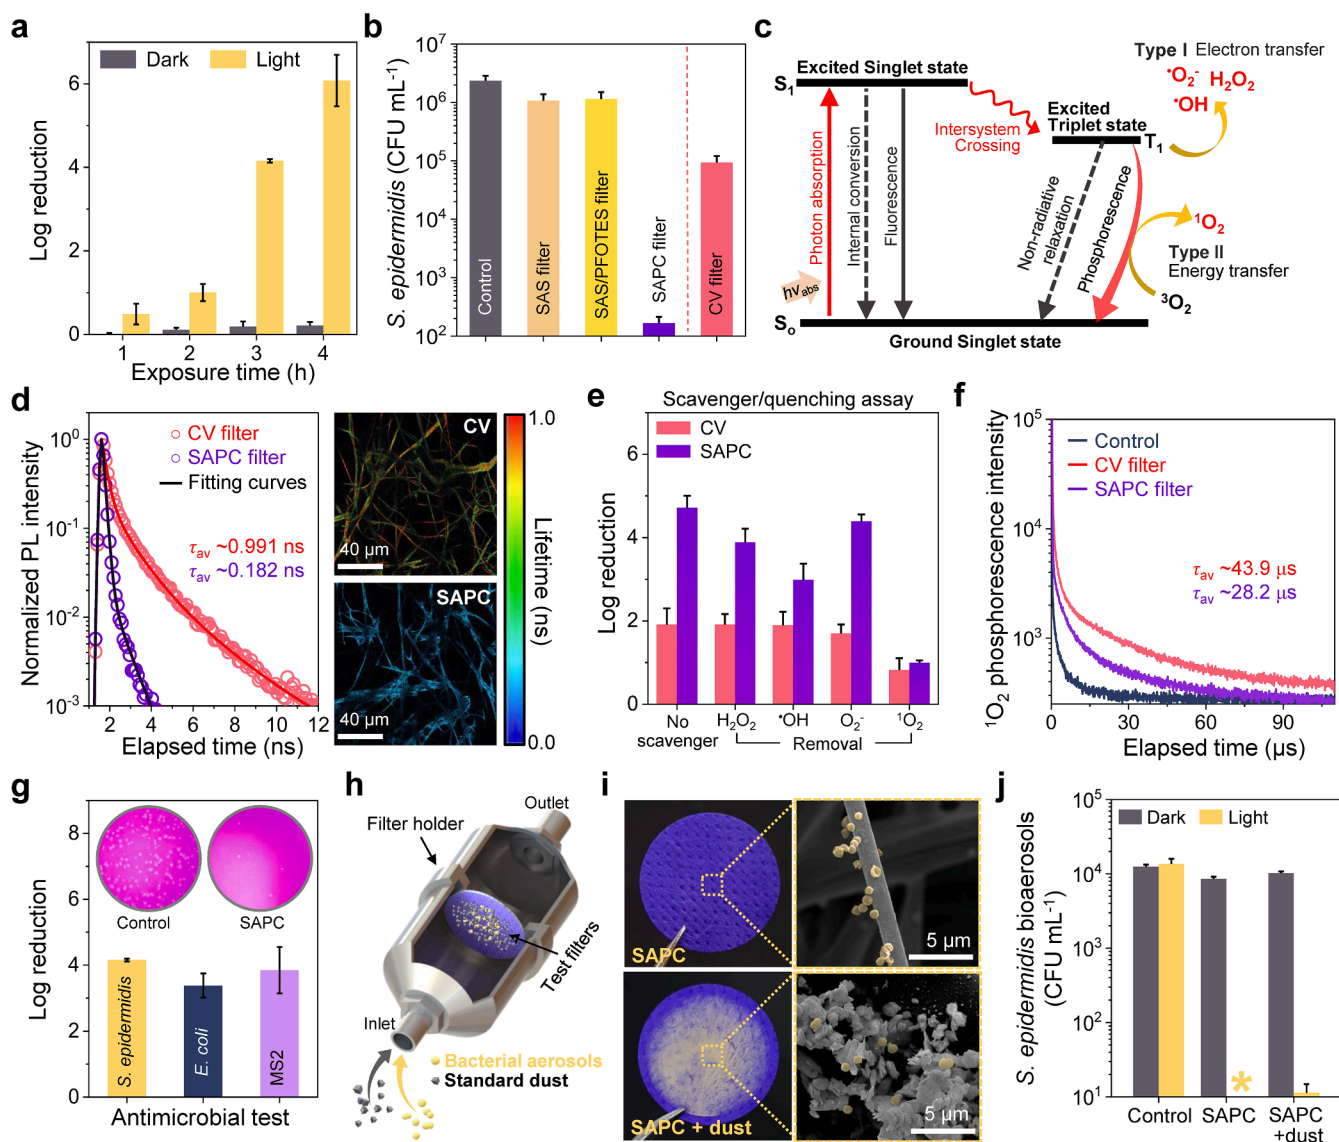 a
Dark
Light
Log reduction
6
4
2
0
1
2
3
4
Exposure time (h)
b
S. epidermidis (CFU mL⁻¹)
10⁷
10⁶
10⁵
10⁴
10³
10²
Control
SAS filter
SAS/PFOTES filter
SAPC filter
CV filter
c
Type I Electron transfer
•O₂⁻ H₂O₂
•OH
Excited Singlet state
S₁
Intersystem
Crossing
Excited
Triplet state
T₁
Photon absorption
Internal conversion
Fluorescence
Non-radiative
relaxation
Phosphorescence
¹O₂
Type II
Energy transfer
³O₂
hνabs
Sₒ
Ground Singlet state
d
Normalized PL intensity
10⁰
10⁻¹
10⁻²
10⁻³
CV filter
SAPC filter
Fitting curves
τav ~0.991 ns
τav ~0.182 ns
2
4
6
8
10
12
Elapsed time (ns)
CV
40 µm
SAPC
40 µm
1.0
Lifetime (ns)
0.0
e
Scavenger/quenching assay
CV
SAPC
Log reduction
6
4
2
0
No
scavenger
H₂O₂
•OH
O₂⁻
¹O₂
Removal
f
¹O₂ phosphorescence intensity
10⁵
10⁴
10³
Control
CV filter
SAPC filter
τav ~43.9 µs
τav ~28.2 µs
0
30
60
90
Elapsed time (µs)
g
Log reduction
8
6
4
2
0
Control
SAPC
S. epidermidis
E. coli
MS2
Antimicrobial test
h
Outlet
Filter holder
Test filters
Inlet
Bacterial aerosols
Standard dust
i
SAPC
5 µm
SAPC + dust
5 µm
j
S. epidermidis bioaerosols
(CFU mL⁻¹)
10⁵
10⁴
10³
10²
10¹
Dark
Light
*
Control
SAPC
SAPC
+dust